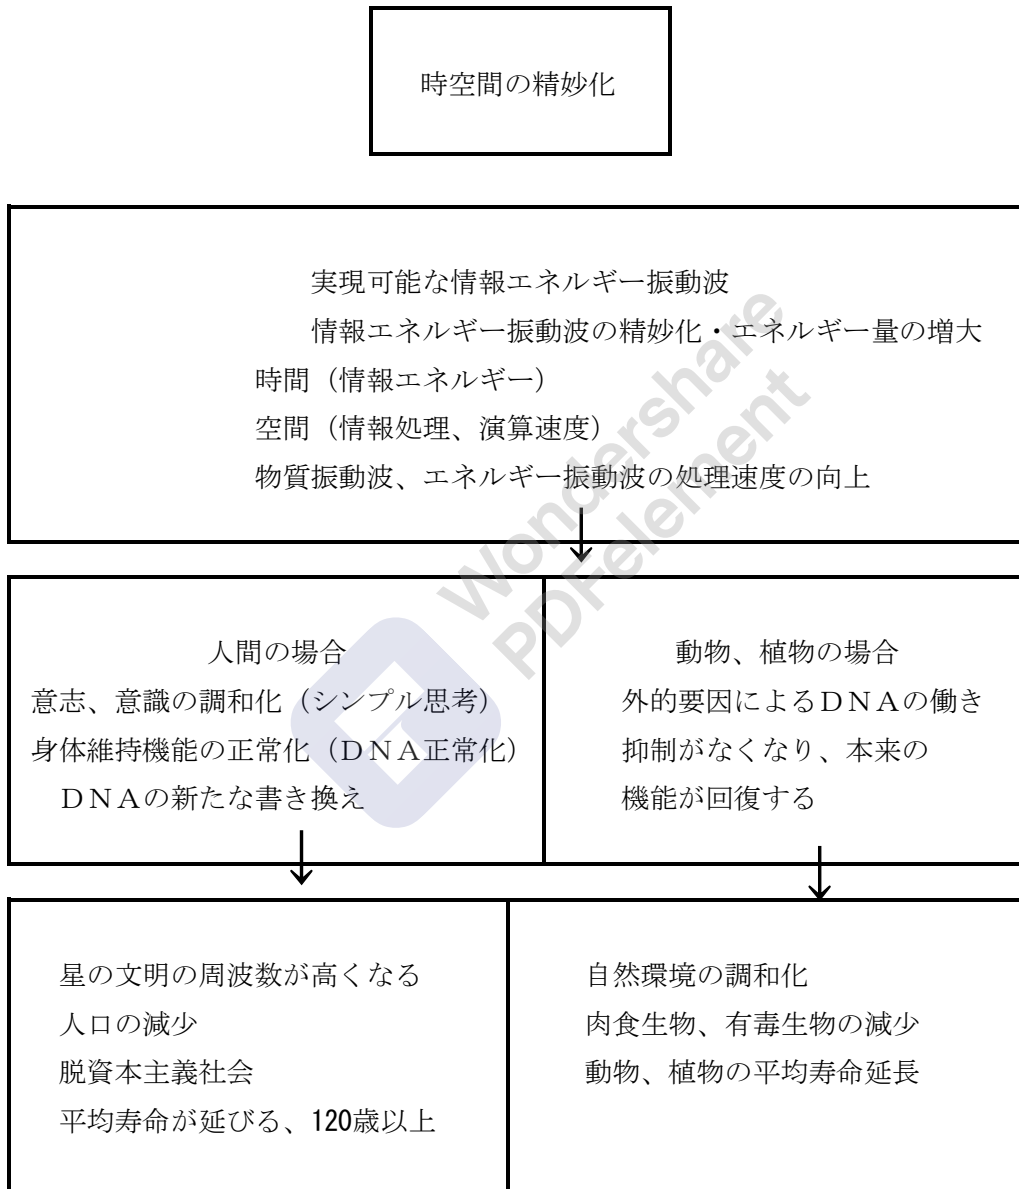 時空間の精妙化
実現可能な情報エネルギー振動波
情報エネルギー振動波の精妙化・エネルギー量の増大
時間（情報エネルギー）
空間（情報処理、演算速度）
物質振動波、エネルギー振動波の処理速度の向上
人間の場合
意志、意識の調和化（シンプル思考）
身体維持機能の正常化（ＤＮＡ正常化）
ＤＮＡの新たな書き換え
動物、植物の場合
外的要因によるＤＮＡの働き
抑制がなくなり、本来の
機能が回復する
星の文明の周波数が高くなる
人口の減少
脱資本主義社会
平均寿命が延びる、120歳以上
自然環境の調和化
肉食生物、有毒生物の減少
動物、植物の平均寿命延長
Wondershare
PDFelement